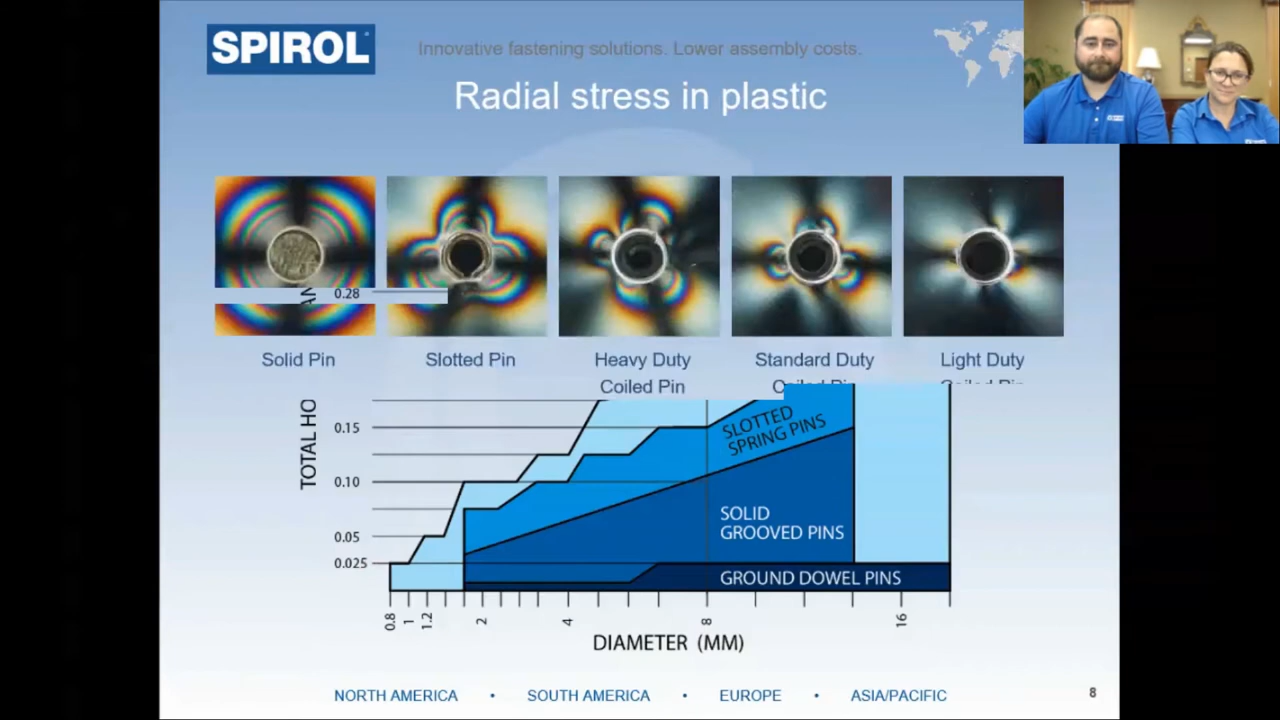 SPIROL
Innovative fastening solutions. Lower assembly costs.
Radial stress in plastic
0.28
Solid Pin
Slotted Pin
Heavy Duty
Coiled Pin
Standard Duty
Coiled Pin
Light Duty
Coiled Pin
TOTAL HO
0.15
0.10
0.05
0.025
SLOTTED
SPRING PINS
SOLID
GROOVED PINS
GROUND DOWEL PINS
0.8 1 1.2 2 4 8 16
DIAMETER (MM)
NORTH AMERICA • SOUTH AMERICA • EUROPE • ASIA/PACIFIC
8